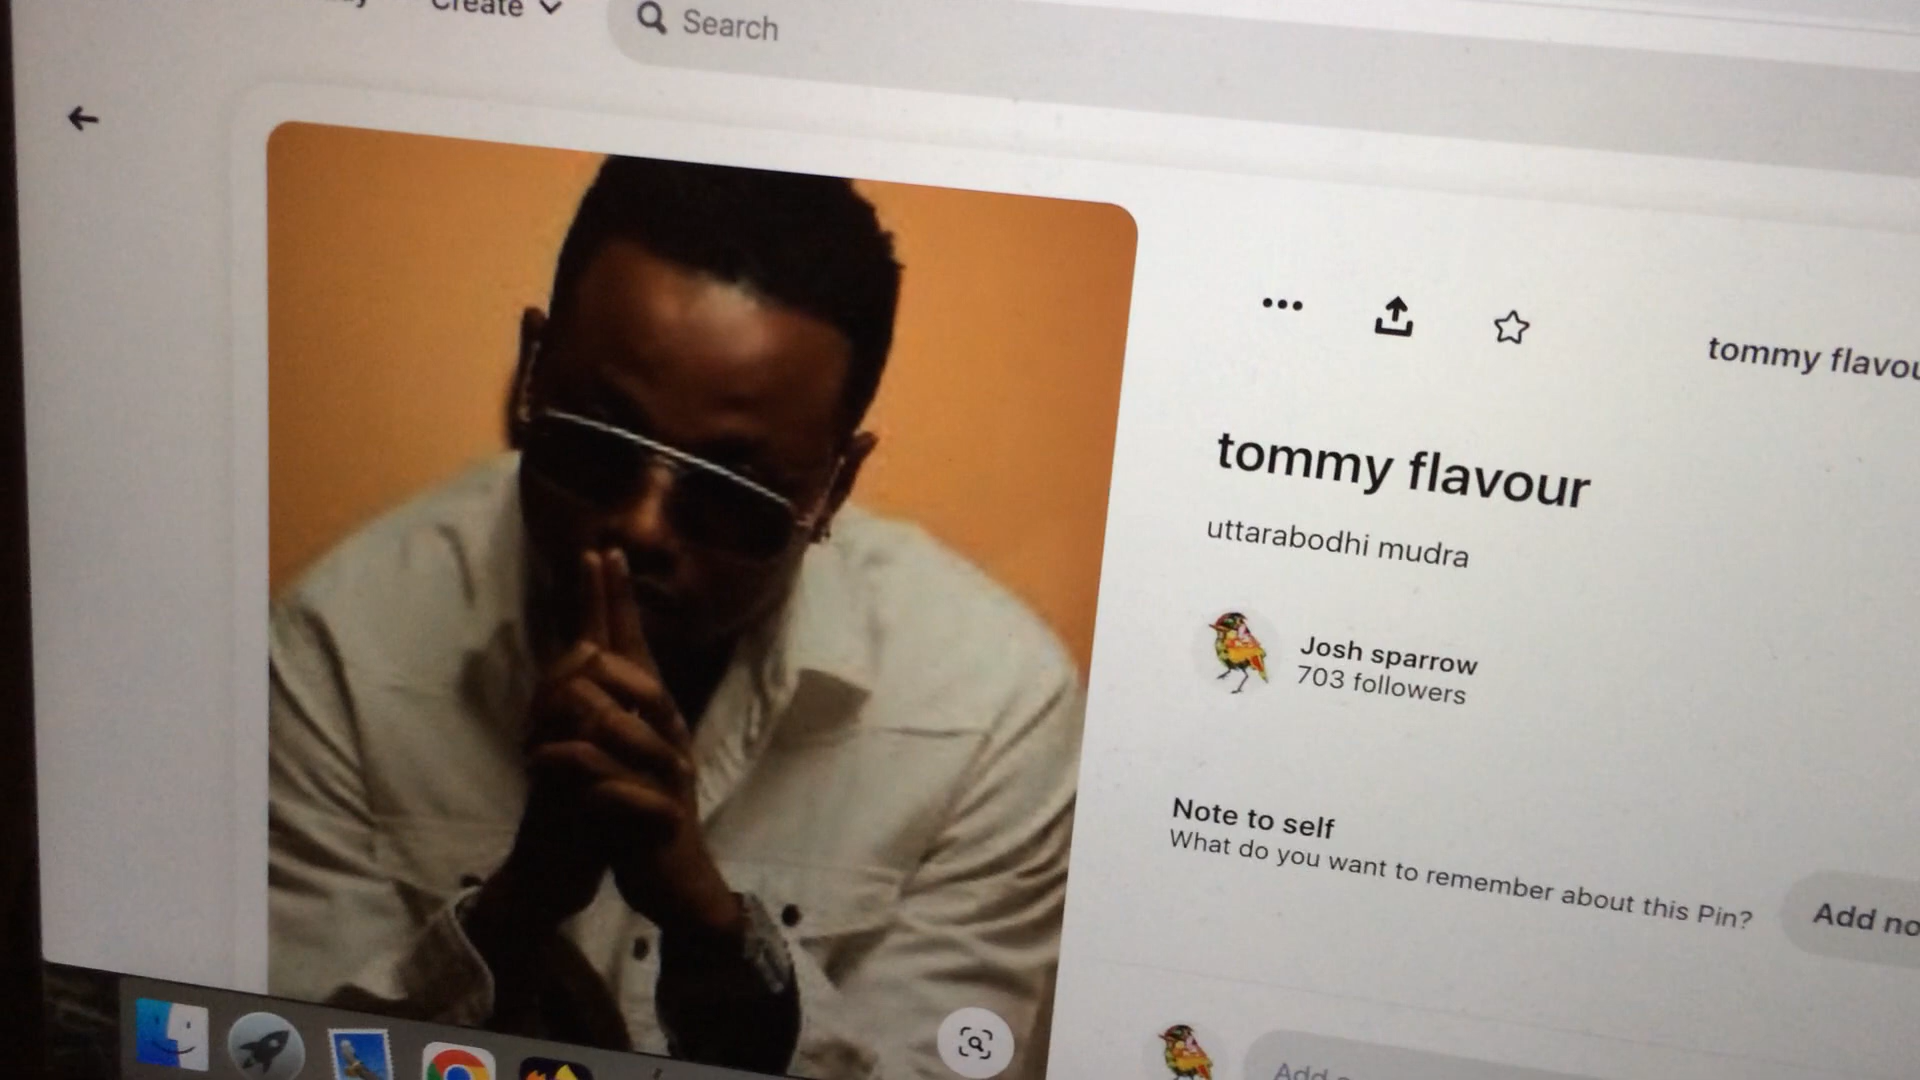 Create
Search
tommy flavou
tommy flavour
uttarabodhi mudra
Josh sparrow
703 followers
Note to self
What do you want to remember about this Pin?
Add no
Add